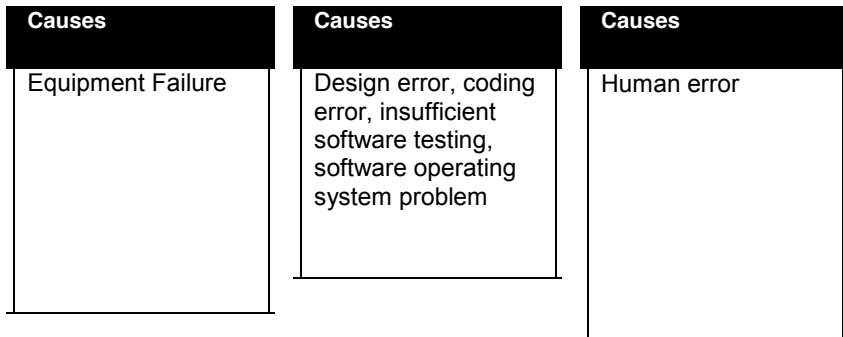 Causes
Equipment Failure
Causes
Design error, coding
error, insufficient
software testing,
software operating
system problem
Causes
Human error